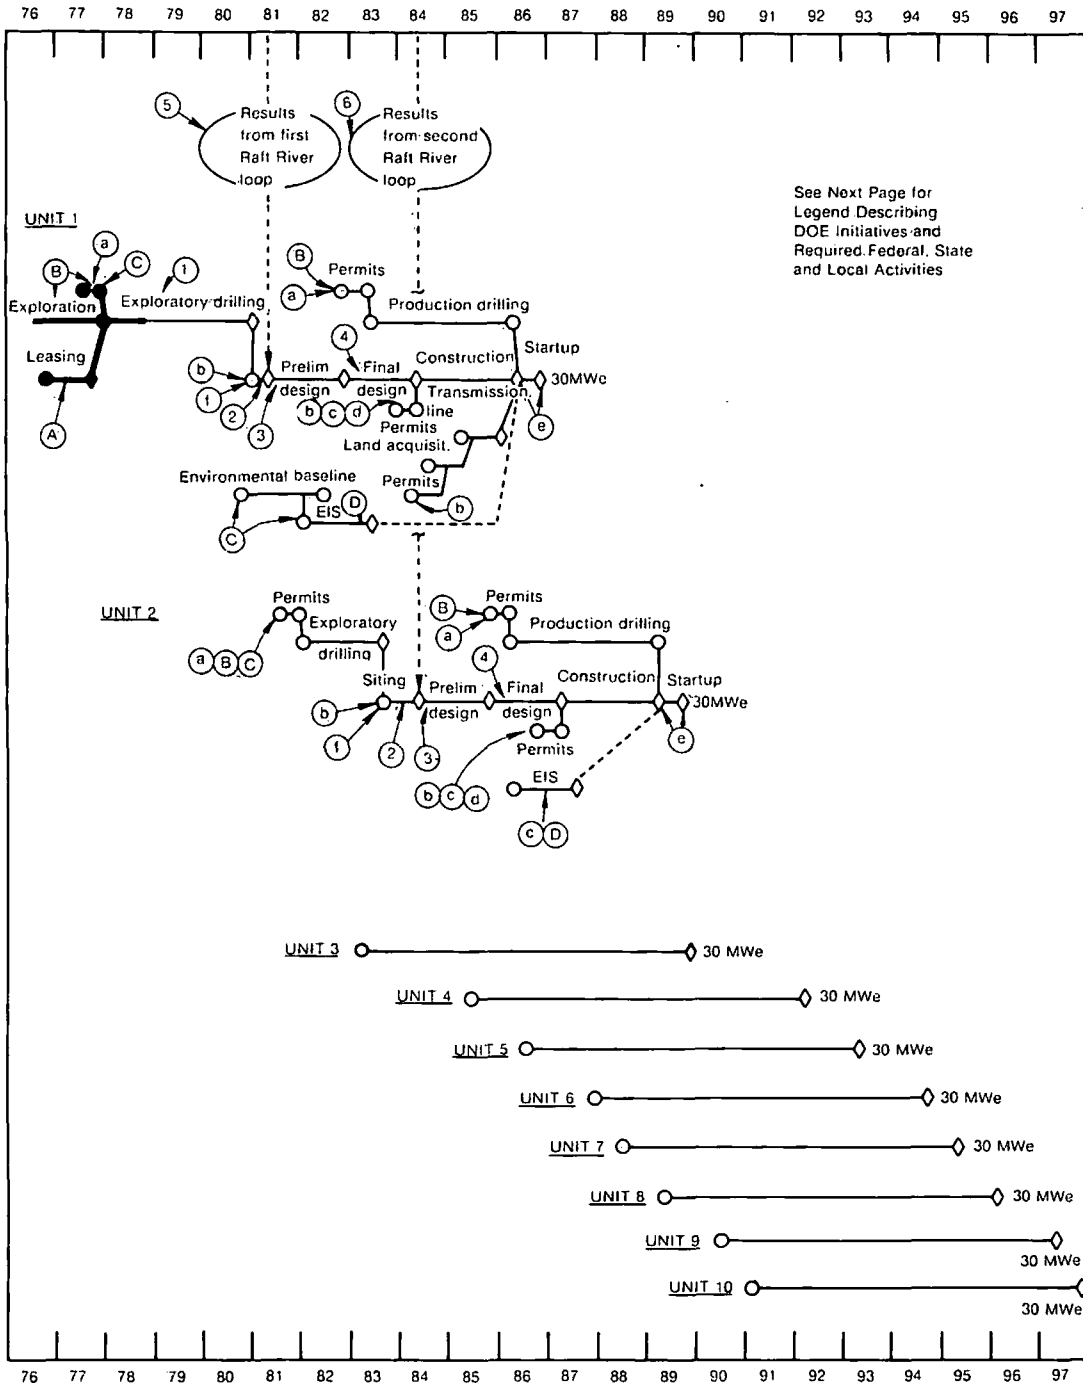 76 77 78 79 80 81 82 83 84 85 86 87 88 89 90 91 92 93 94 95 96 97
5
Results
from first
Raft River
loop
6
Results
from second
Raft River
loop
See Next Page for
Legend Describing
DOE Initiatives and
Required Federal, State
and Local Activities
UNIT 1
a
B
C
1
Exploration
Exploratory drilling
Leasing
A
B
a
Permits
Production drilling
4
b
f
2
3
Prelim
design
Final
design
Construction
Startup
30MWe
Transmission
line
b c d
Permits
e
Land acquisit.
Permits
b
Environmental baseline
EIS
D
C
UNIT 2
Permits
Exploratory
drilling
a B C
B
a
Permits
Production drilling
4
Siting
b
f
2
3
Prelim
design
Final
design
Construction
Startup
30MWe
e
Permits
b c d
EIS
c D
UNIT 3
30 MWe
UNIT 4
30 MWe
UNIT 5
30 MWe
UNIT 6
30 MWe
UNIT 7
30 MWe
UNIT 8
30 MWe
UNIT 9
30 MWe
UNIT 10
30 MWe
76 77 78 79 80 81 82 83 84 85 86 87 88 89 90 91 92 93 94 95 96 97